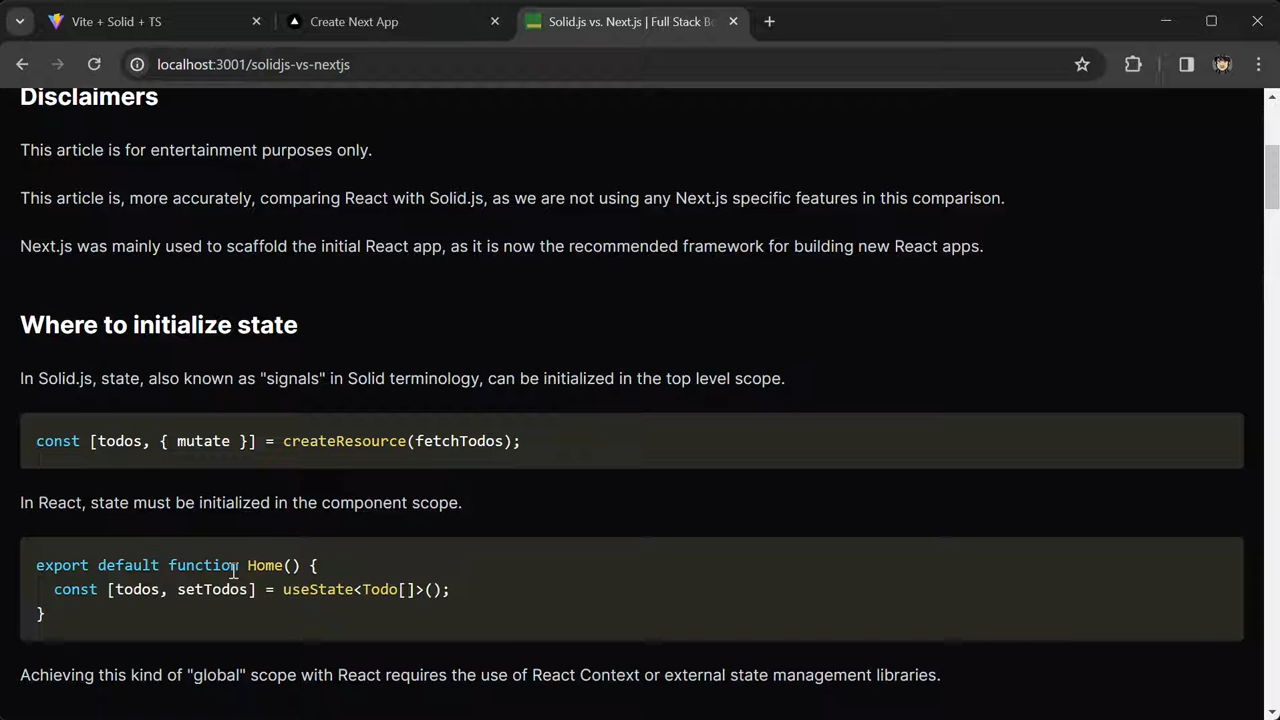 Vite + Solid + TS
Create Next App
Solid.js vs. Next.js | Full Stack Bo
localhost:3001/solidjs-vs-nextjs
Disclaimers
This article is for entertainment purposes only.
This article is, more accurately, comparing React with Solid.js, as we are not using any Next.js specific features in this comparison.
Next.js was mainly used to scaffold the initial React app, as it is now the recommended framework for building new React apps.
Where to initialize state
In Solid.js, state, also known as "signals" in Solid terminology, can be initialized in the top level scope.
const [todos, { mutate }] = createResource(fetchTodos);
In React, state must be initialized in the component scope.
export default function Home() {
const [todos, setTodos] = useState<Todo[]>();
}
Achieving this kind of "global" scope with React requires the use of React Context or external state management libraries.